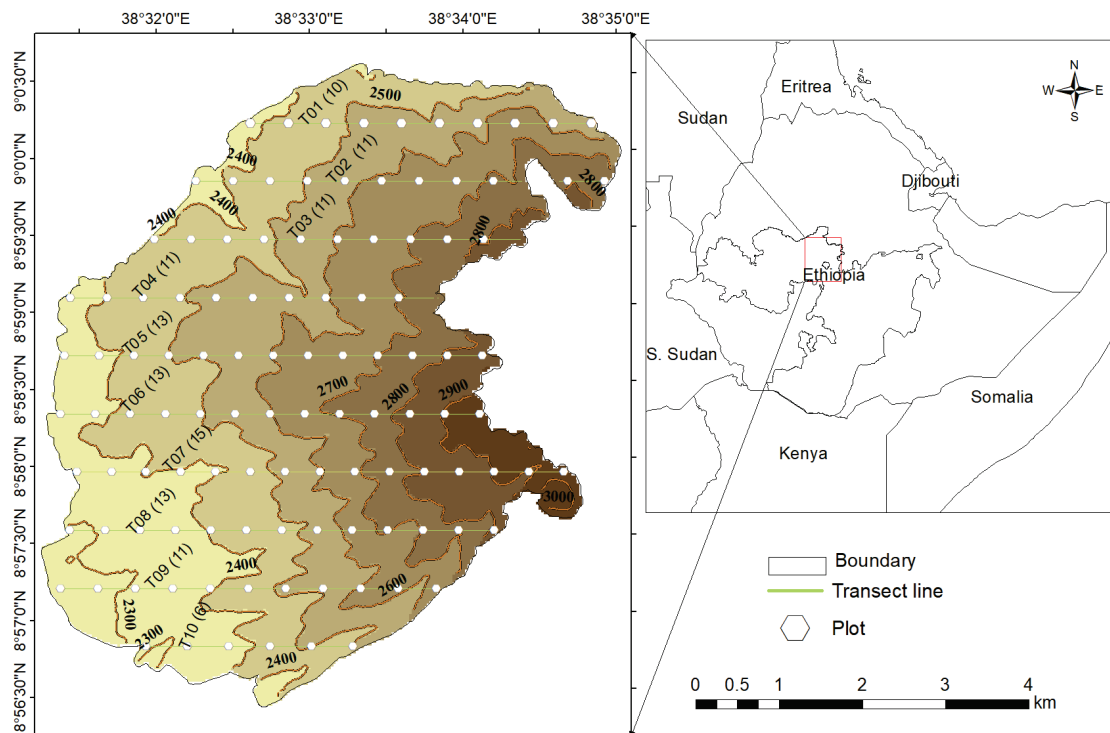 38°32'0"E 38°33'0"E 38°34'0"E 38°35'0"E
9°0'30"N
9°0'0"N
8°59'30"N
8°59'0"N
8°58'30"N
8°58'0"N
8°57'30"N
8°57'0"N
8°56'30"N
T01 (10)
T02 (11)
T03 (11)
T04 (11)
T05 (13)
T06 (13)
T07 (15)
T08 (13)
T09 (11)
T10 (6)
2500
2400
2400
2400
2800
2800
2700
2800
2900
3000
2400
2600
2300
2300
2400
N
W E
S
Eritrea
Sudan
Djibouti
Ethiopia
S. Sudan
Somalia
Kenya
Boundary
Transect line
Plot
0 0.5 1 2 3 4
km